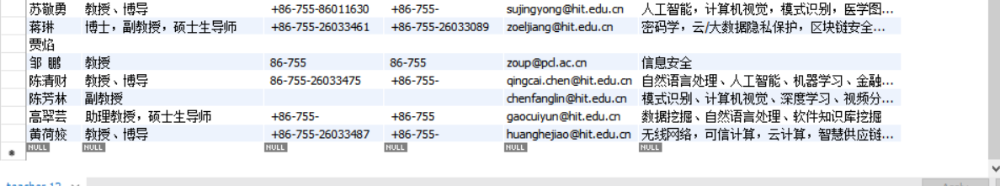 苏敬勇 教授、博导 +86-755-86011630 +86-755- sujingyong@hit.edu.cn 人工智能，计算机视觉，模式识别，医学图...
蒋琳 博士，副教授，硕士生导师 +86-755-26033461 +86-755-26033089 zoeljiang@hit.edu.cn 密码学，云/大数据隐私保护，区块链安全...
贾焰
邹 鹏 教授 86-755 86-755 zoup@pcl.ac.cn 信息安全
陈清财 教授、博导 86-755-26033475 +86-755- qingcai.chen@hit.edu.cn 自然语言处理、人工智能、机器学习、金融...
陈芳林 副教授 chenfanglin@hit.edu.cn 模式识别、计算机视觉、深度学习、视频分...
高翠芸 助理教授，硕士生导师 +86-755- +86-755 gaocuiyun@hit.edu.cn 数据挖掘、自然语言处理、软件知识库挖掘
黄荷姣 教授、博导 +86-755-26033487 +86-755- huanghejiao@hit.edu.cn 无线网络，可信计算，云计算，智慧供应链...
NULL NULL NULL NULL NULL NULL